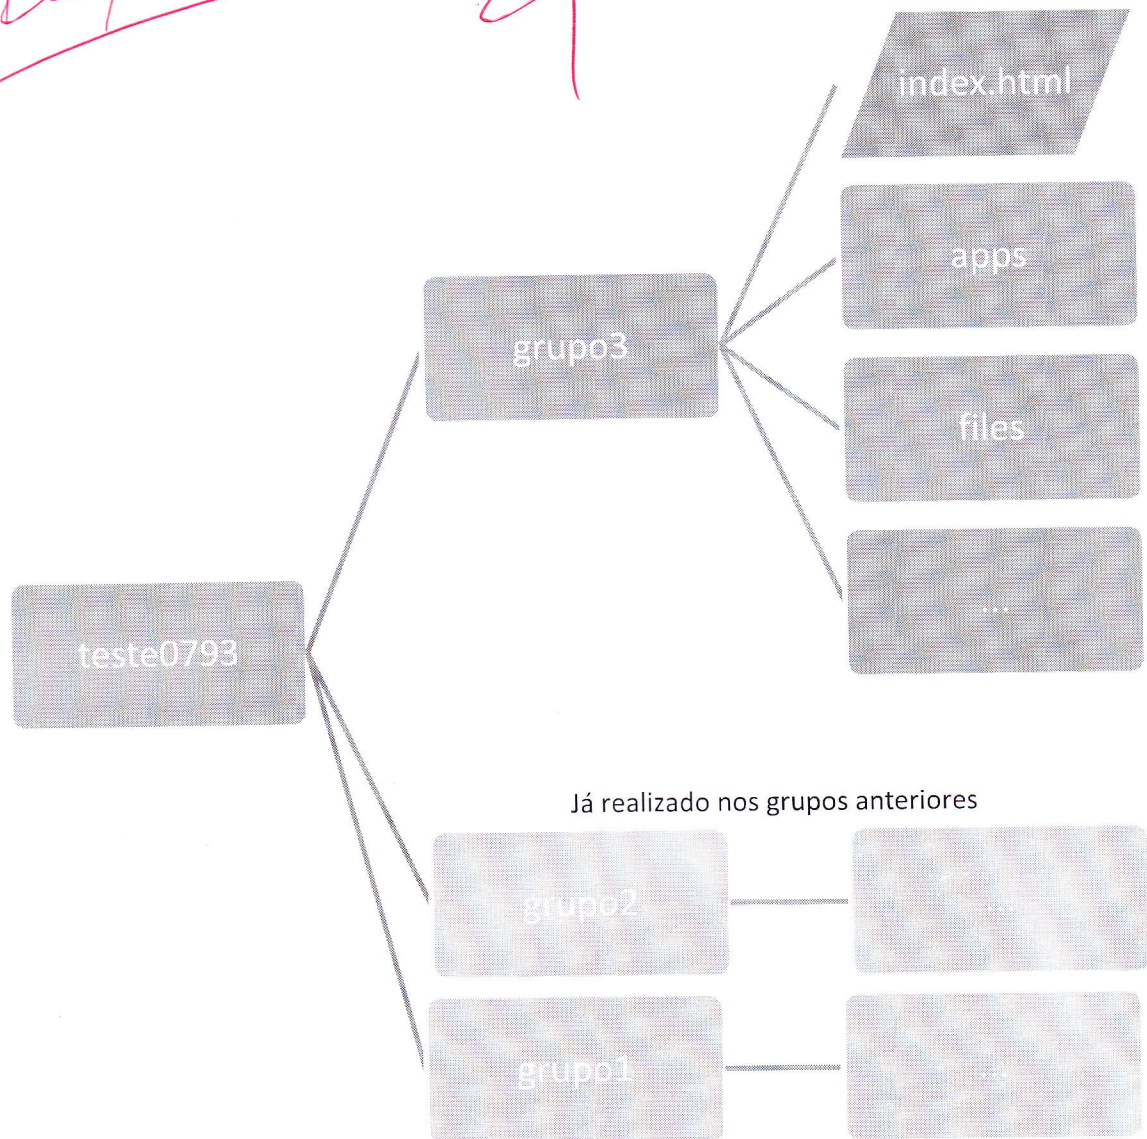 index.html
apps
grupo3
files
...
teste0793
Já realizado nos grupos anteriores
grupo2
...
grupo1
...